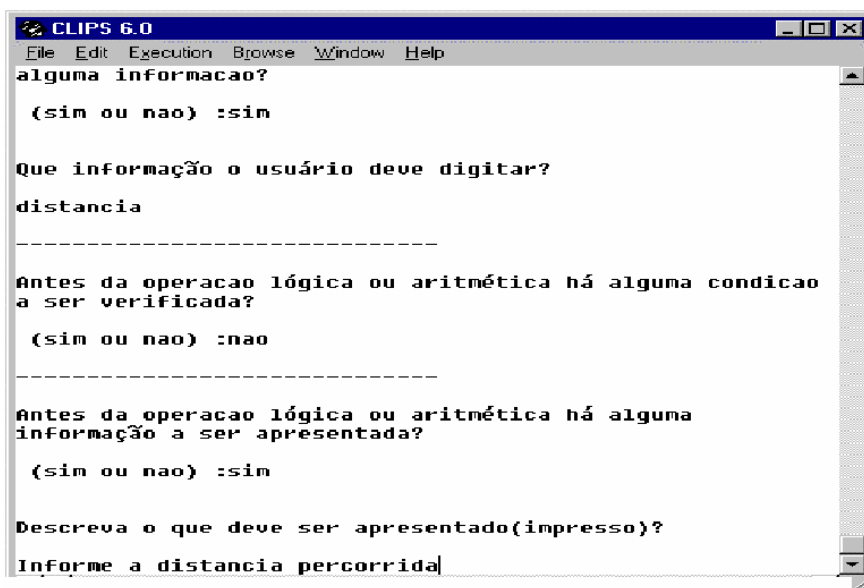 CLIPS 6.0
File Edit Execution Browse Window Help
alguma informacao?
(sim ou nao) :sim
Que informação o usuário deve digitar?
distancia
------------------------------
Antes da operacao lógica ou aritmética há alguma condicao
a ser verificada?
(sim ou nao) :nao
------------------------------
Antes da operacao lógica ou aritmética há alguma
informação a ser apresentada?
(sim ou nao) :sim
Descreva o que deve ser apresentado(impresso)?
Informe a distancia percorrida